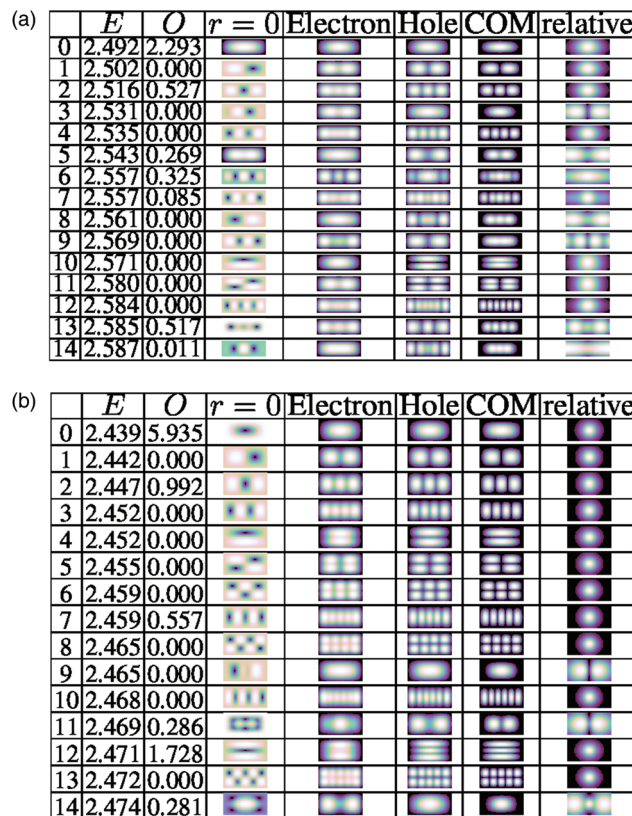 (a)
E O r = 0 Electron Hole COM relative
0 2.492 2.293
1 2.502 0.000
2 2.516 0.527
3 2.531 0.000
4 2.535 0.000
5 2.543 0.269
6 2.557 0.325
7 2.557 0.085
8 2.561 0.000
9 2.569 0.000
10 2.571 0.000
11 2.580 0.000
12 2.584 0.000
13 2.585 0.517
14 2.587 0.011
(b)
E O r = 0 Electron Hole COM relative
0 2.439 5.935
1 2.442 0.000
2 2.447 0.992
3 2.452 0.000
4 2.452 0.000
5 2.455 0.000
6 2.459 0.000
7 2.459 0.557
8 2.465 0.000
9 2.465 0.000
10 2.468 0.000
11 2.469 0.286
12 2.471 1.728
13 2.472 0.000
14 2.474 0.281